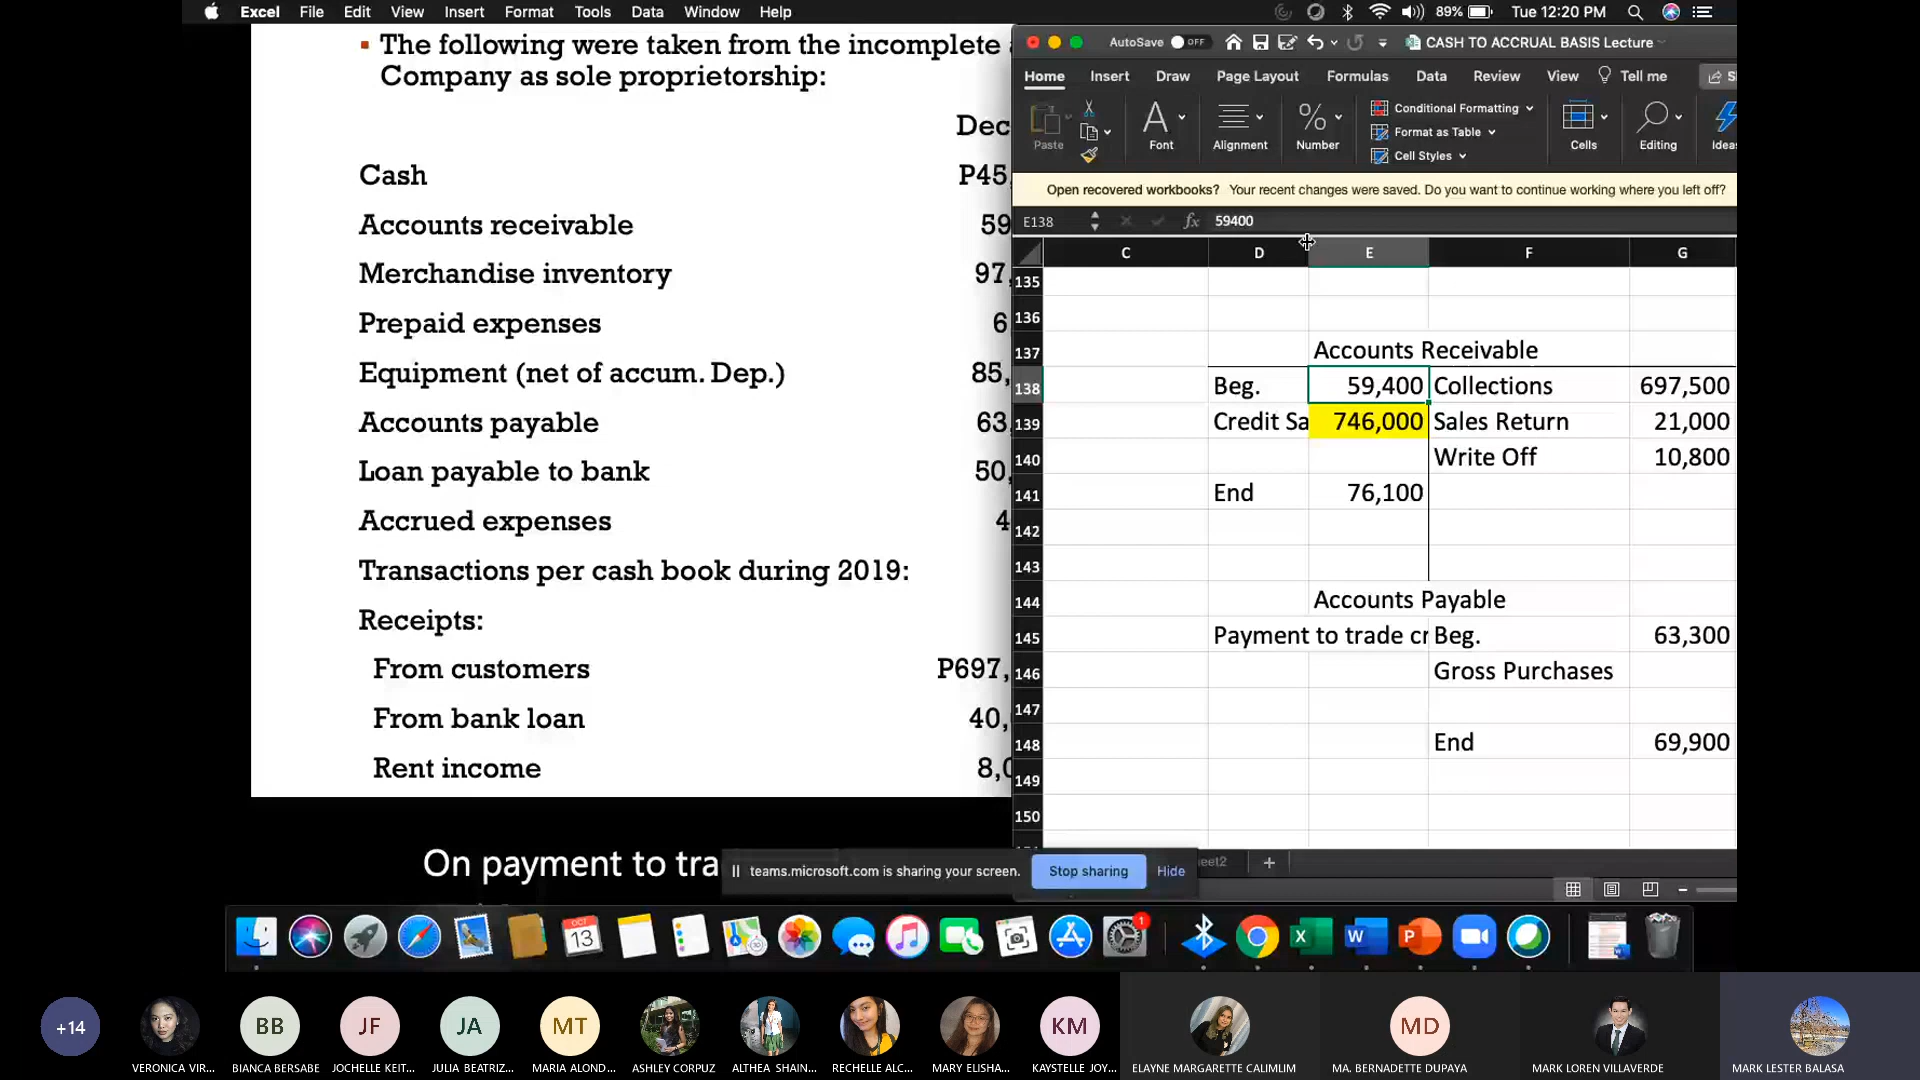 Excel File Edit View Insert Format Tools Data Window Help 89% Tue 12:20 PM
The following were taken from the incomplete
Company as sole proprietorship:
Dec
Cash P45,
Accounts receivable 59
Merchandise inventory 97,
Prepaid expenses 6
Equipment (net of accum. Dep.) 85,
Accounts payable 63,
Loan payable to bank 50,
Accrued expenses 4
Transactions per cash book during 2019:
Receipts:
From customers P697,
From bank loan 40,
Rent income 8,0
AutoSave OFF CASH TO ACCRUAL BASIS Lecture
Home Insert Draw Page Layout Formulas Data Review View Tell me S
Paste Font Alignment Number Conditional Formatting Format as Table Cell Styles Cells Editing Ideas
Open recovered workbooks? Your recent changes were saved. Do you want to continue working where you left off?
E138 fx 59400
C D E F G
135
136
137 Accounts Receivable
138 Beg. 59,400 Collections 697,500
139 Credit Sa 746,000 Sales Return 21,000
140 Write Off 10,800
141 End 76,100
142
143
144 Accounts Payable
145 Payment to trade cr Beg. 63,300
146 Gross Purchases
147
148 End 69,900
149
150
eet2 +
On payment to tra
teams.microsoft.com is sharing your screen. Stop sharing Hide
OCT
13
1
+14 BB JF JA MT KM MD
VERONICA VIR... BIANCA BERSABE JOCHELLE KEIT... JULIA BEATRIZ... MARIA ALOND... ASHLEY CORPUZ ALTHEA SHAIN... RECHELLE ALC... MARY ELISHA... KAYSTELLE JOY... ELAYNE MARGARETTE CALIMLIM MA. BERNADETTE DUPAYA MARK LOREN VILLAVERDE MARK LESTER BALASA